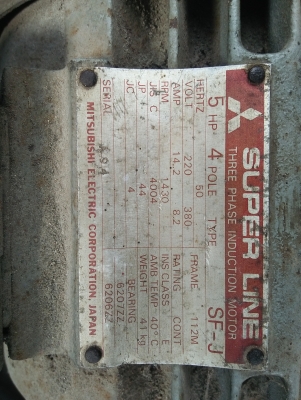 SUPER LINE
THREE PHASE INDUCTION MOTOR
5 HP 4 POLE TYPE SF-J
HERTZ 50 FRAME 112M
VOLT 220 380 RATING CONT
AMP 14.2 8.2 INS CLASS E
RPM 1430 AMB TEMP 40°C
JIS C 4004 WEIGHT 41 kg
JP 44 BEARING
JC 4 6207ZZ
SERIAL 6206ZZ
MITSUBISHI ELECTRIC CORPORATION, JAPAN